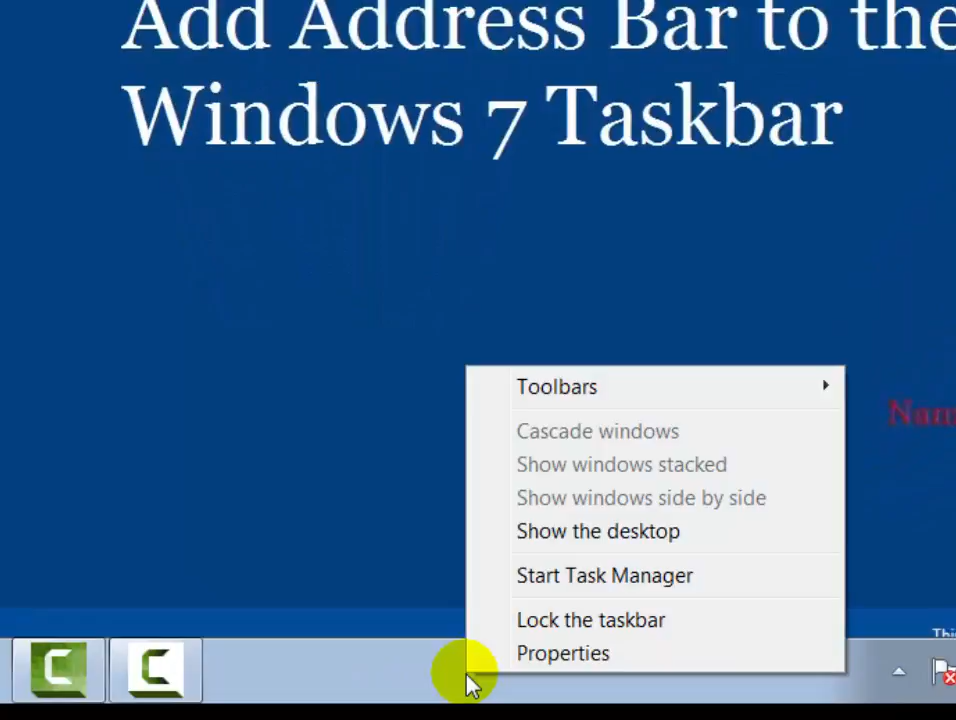 Add Address Bar to the
Windows 7 Taskbar
Toolbars
Cascade windows
Show windows stacked
Show windows side by side
Show the desktop
Start Task Manager
Lock the taskbar
Properties